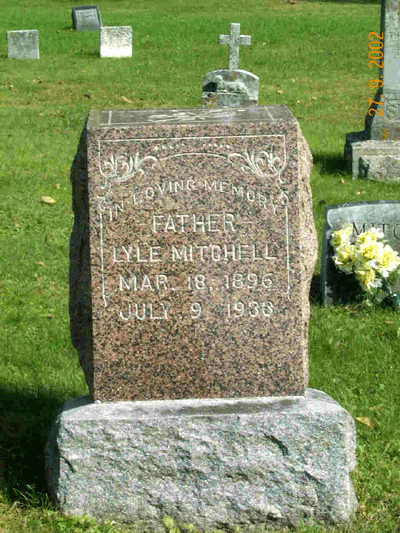 IN LOVING MEMORY
FATHER
LYLE MITCHELL
MAR. 18, 1896
JULY 9 1938
27 9 2002